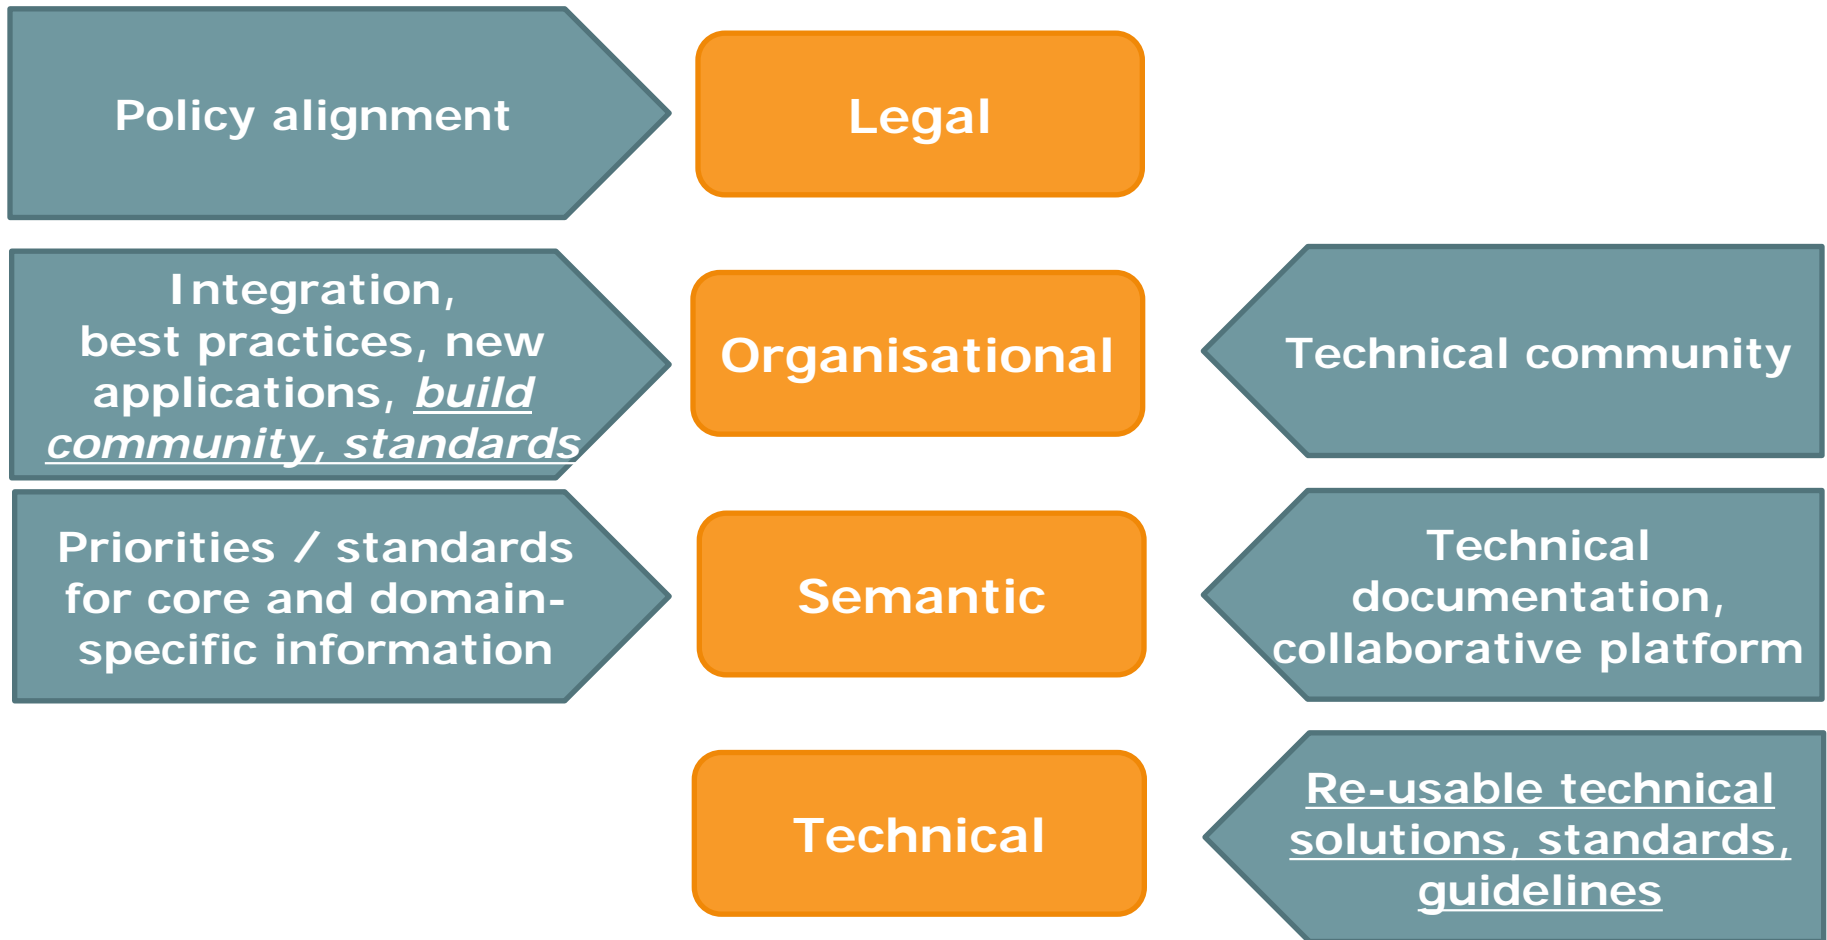 Policy alignment
Legal
Integration,
best practices, new
applications, build
community, standards
Organisational
Technical community
Priorities / standards
for core and domain-
specific information
Semantic
Technical
documentation,
collaborative platform
Technical
Re-usable technical
solutions, standards,
guidelines